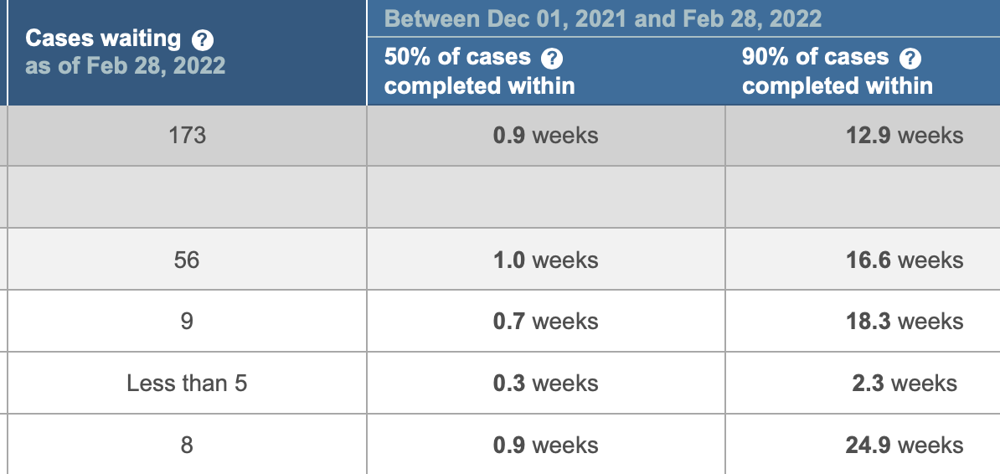 Between Dec 01, 2021 and Feb 28, 2022
Cases waiting ?
as of Feb 28, 2022
50% of cases ?
completed within
90% of cases ?
completed within
173
0.9 weeks
12.9 weeks
56
1.0 weeks
16.6 weeks
9
0.7 weeks
18.3 weeks
Less than 5
0.3 weeks
2.3 weeks
8
0.9 weeks
24.9 weeks